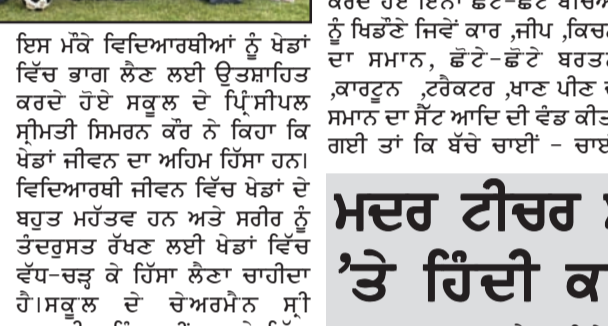 ਇਸ ਮੌਕੇ ਵਿਦਿਆਰਥੀਆਂ ਨੂੰ ਖੇਡਾਂ
ਵਿੱਚ ਭਾਗ ਲੈਣ ਲਈ ਉਤਸ਼ਾਹਿਤ
ਕਰਦੇ ਹੋਏ ਸਕੂਲ ਦੇ ਪ੍ਰਿੰਸੀਪਲ
ਸ੍ਰੀਮਤੀ ਸਿਮਰਨ ਕੌਰ ਨੇ ਕਿਹਾ ਕਿ
ਖੇਡਾਂ ਜੀਵਨ ਦਾ ਅਹਿਮ ਹਿੱਸਾ ਹਨ।
ਵਿਦਿਆਰਥੀ ਜੀਵਨ ਵਿੱਚ ਖੇਡਾਂ ਦੇ
ਬਹੁਤ ਮਹੱਤਵ ਹਨ ਅਤੇ ਸਰੀਰ ਨੂੰ
ਤੰਦਰੁਸਤ ਰੱਖਣ ਲਈ ਖੇਡਾਂ ਵਿੱਚ
ਵੱਧ-ਚੜ੍ਹ ਕੇ ਹਿੱਸਾ ਲੈਣਾ ਚਾਹੀਦਾ
ਹੈ।ਸਕੂਲ ਦੇ ਚੇਅਰਮੈਨ ਸ੍ਰੀ
ਨੂੰ ਖਿਡੌਣੇ ਜਿਵੇਂ ਕਾਰ ,ਜੀਪ
ਦਾ ਸਮਾਨ, ਛੋਟੇ-ਛੋਟੇ
,ਕਾਰਟੂਨ ,ਟਰੈਕਟਰ ,ਖਾਣ ਪੀਣ
ਸਮਾਨ ਦਾ ਸੈੱਟ ਆਦਿ ਦੀ ਵੰਡ
ਗਈ ਤਾਂ ਕਿ ਬੱਚੇ ਚਾਈਂ -
ਮਦਰ ਟੀਚਰ
'ਤੇ ਹਿੰਦੀ